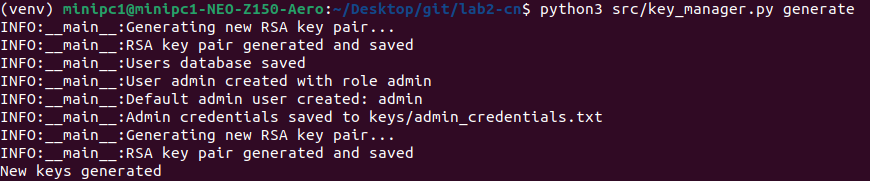 (venv) minipc1@minipc1-NEO-Z150-Aero:~/Desktop/git/lab2-cn$ python3 src/key_manager.py generate
INFO:__main__:Generating new RSA key pair...
INFO:__main__:RSA key pair generated and saved
INFO:__main__:Users database saved
INFO:__main__:User admin created with role admin
INFO:__main__:Default admin user created: admin
INFO:__main__:Admin credentials saved to keys/admin_credentials.txt
INFO:__main__:Generating new RSA key pair...
INFO:__main__:RSA key pair generated and saved
New keys generated